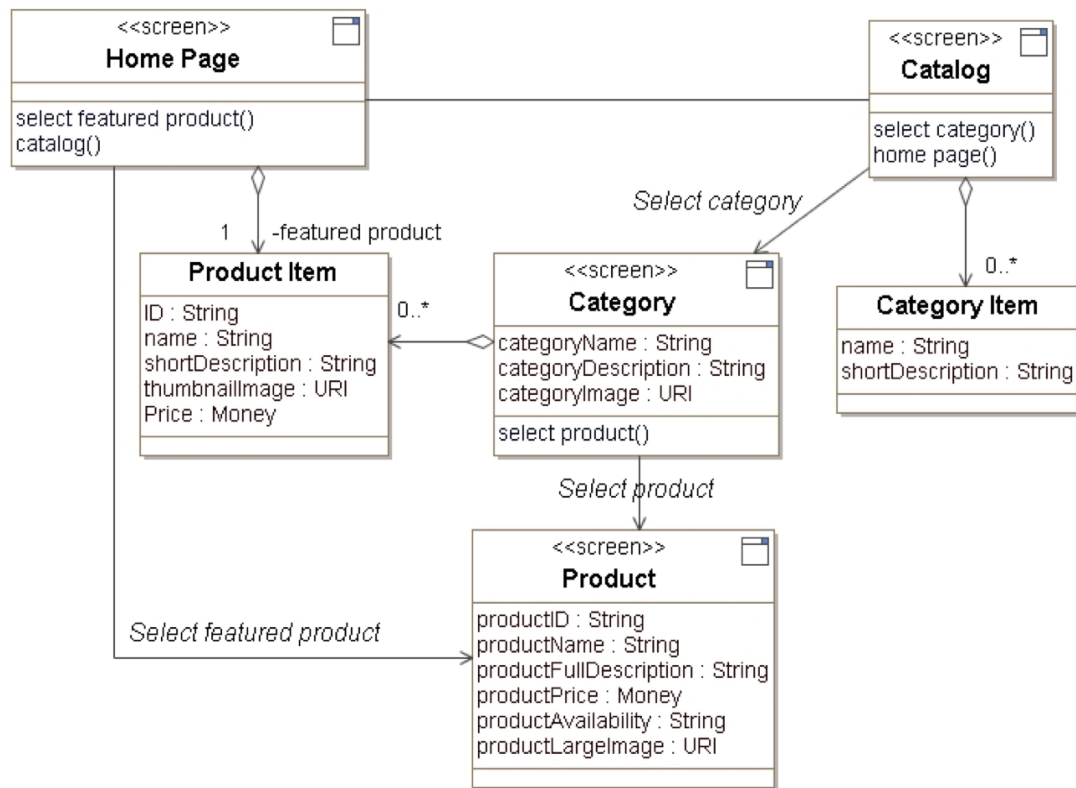 <<screen>>
Home Page
select featured product()
catalog()
<<screen>>
Catalog
select category()
home page()
Select category
1
-featured product
Product Item
ID : String
name : String
shortDescription : String
thumbnailImage : URI
Price : Money
0..*
<<screen>>
Category
categoryName : String
categoryDescription : String
categoryImage : URI
select product()
0..*
Category Item
name : String
shortDescription : String
Select product
Select featured product
<<screen>>
Product
productID : String
productName : String
productFullDescription : String
productPrice : Money
productAvailability : String
productLargeImage : URI